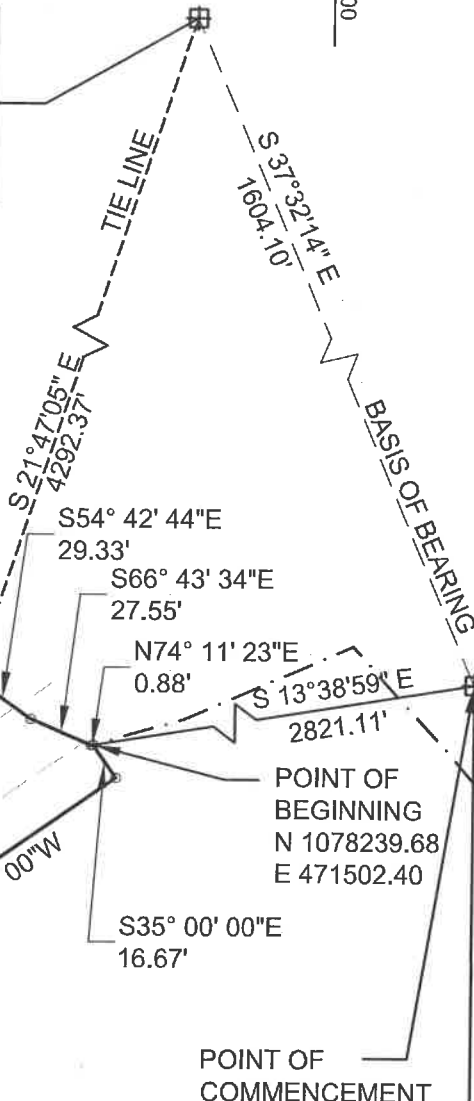 00
TIE LINE
S 37°32'14" E
1604.10'
S 21°47'05" E
4292.37'
BASIS OF BEARING
S54° 42' 44"E
29.33'
S66° 43' 34"E
27.55'
N74° 11' 23"E
0.88'
S 13°38'59" E
2821.11'
POINT OF
BEGINNING
N 1078239.68
E 471502.40
00"W
S35° 00' 00"E
16.67'
POINT OF
COMMENCEMENT